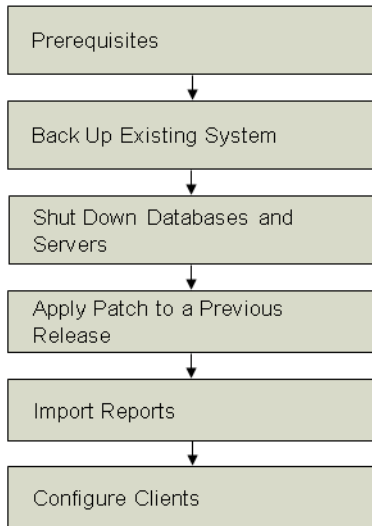 Prerequisites
Back Up Existing System
Shut Down Databases and
Servers
Apply Patch to a Previous
Release
Import Reports
Configure Clients